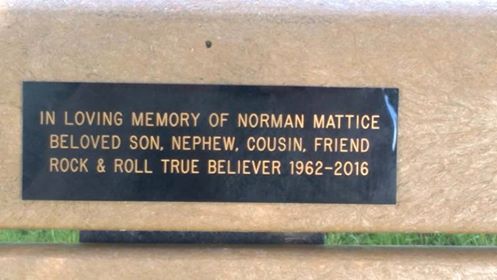 IN LOVING MEMORY OF NORMAN MATTICE
BELOVED SON, NEPHEW, COUSIN, FRIEND
ROCK & ROLL TRUE BELIEVER 1962-2016